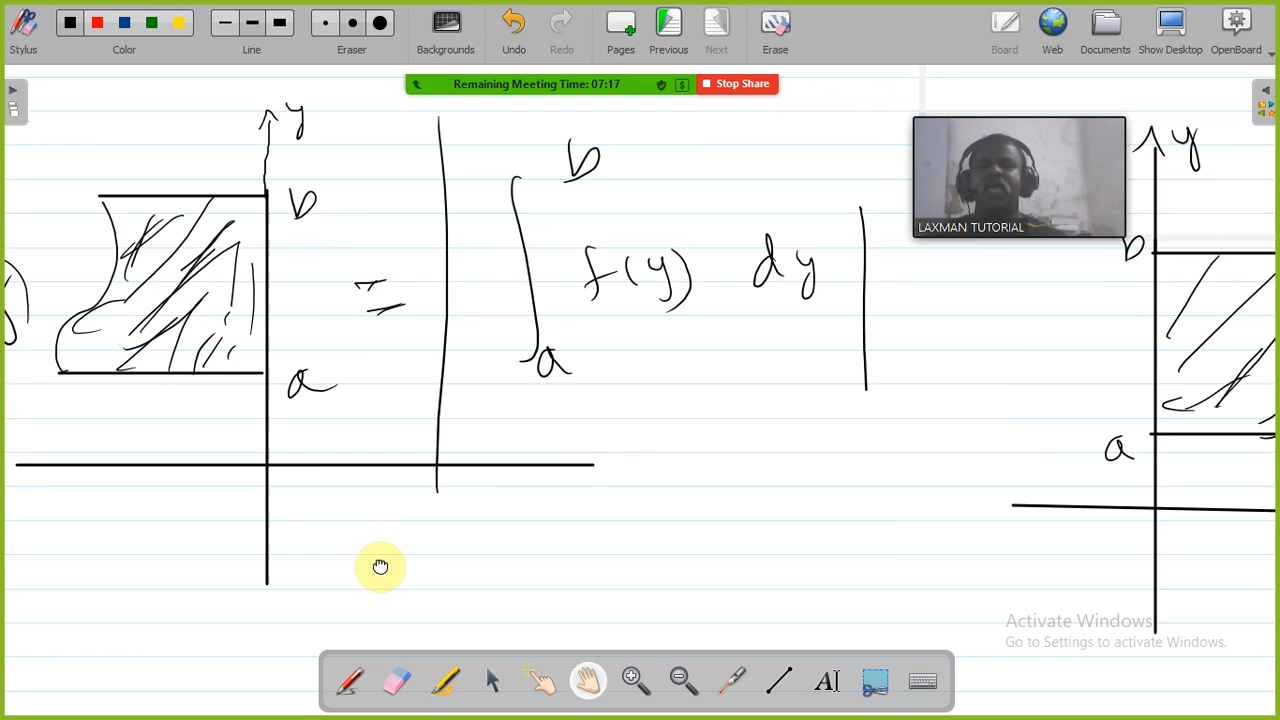 Stylus Color Line Eraser Backgrounds Undo Redo Pages Previous Next Erase Board Web Documents Show Desktop OpenBoard
Remaining Meeting Time: 07:17 $ Stop Share
LAXMAN TUTORIAL
y
b
a
=
| ∫ b a f(y) dy |
y
b
a
Activate Windows
Go to Settings to activate Windows.